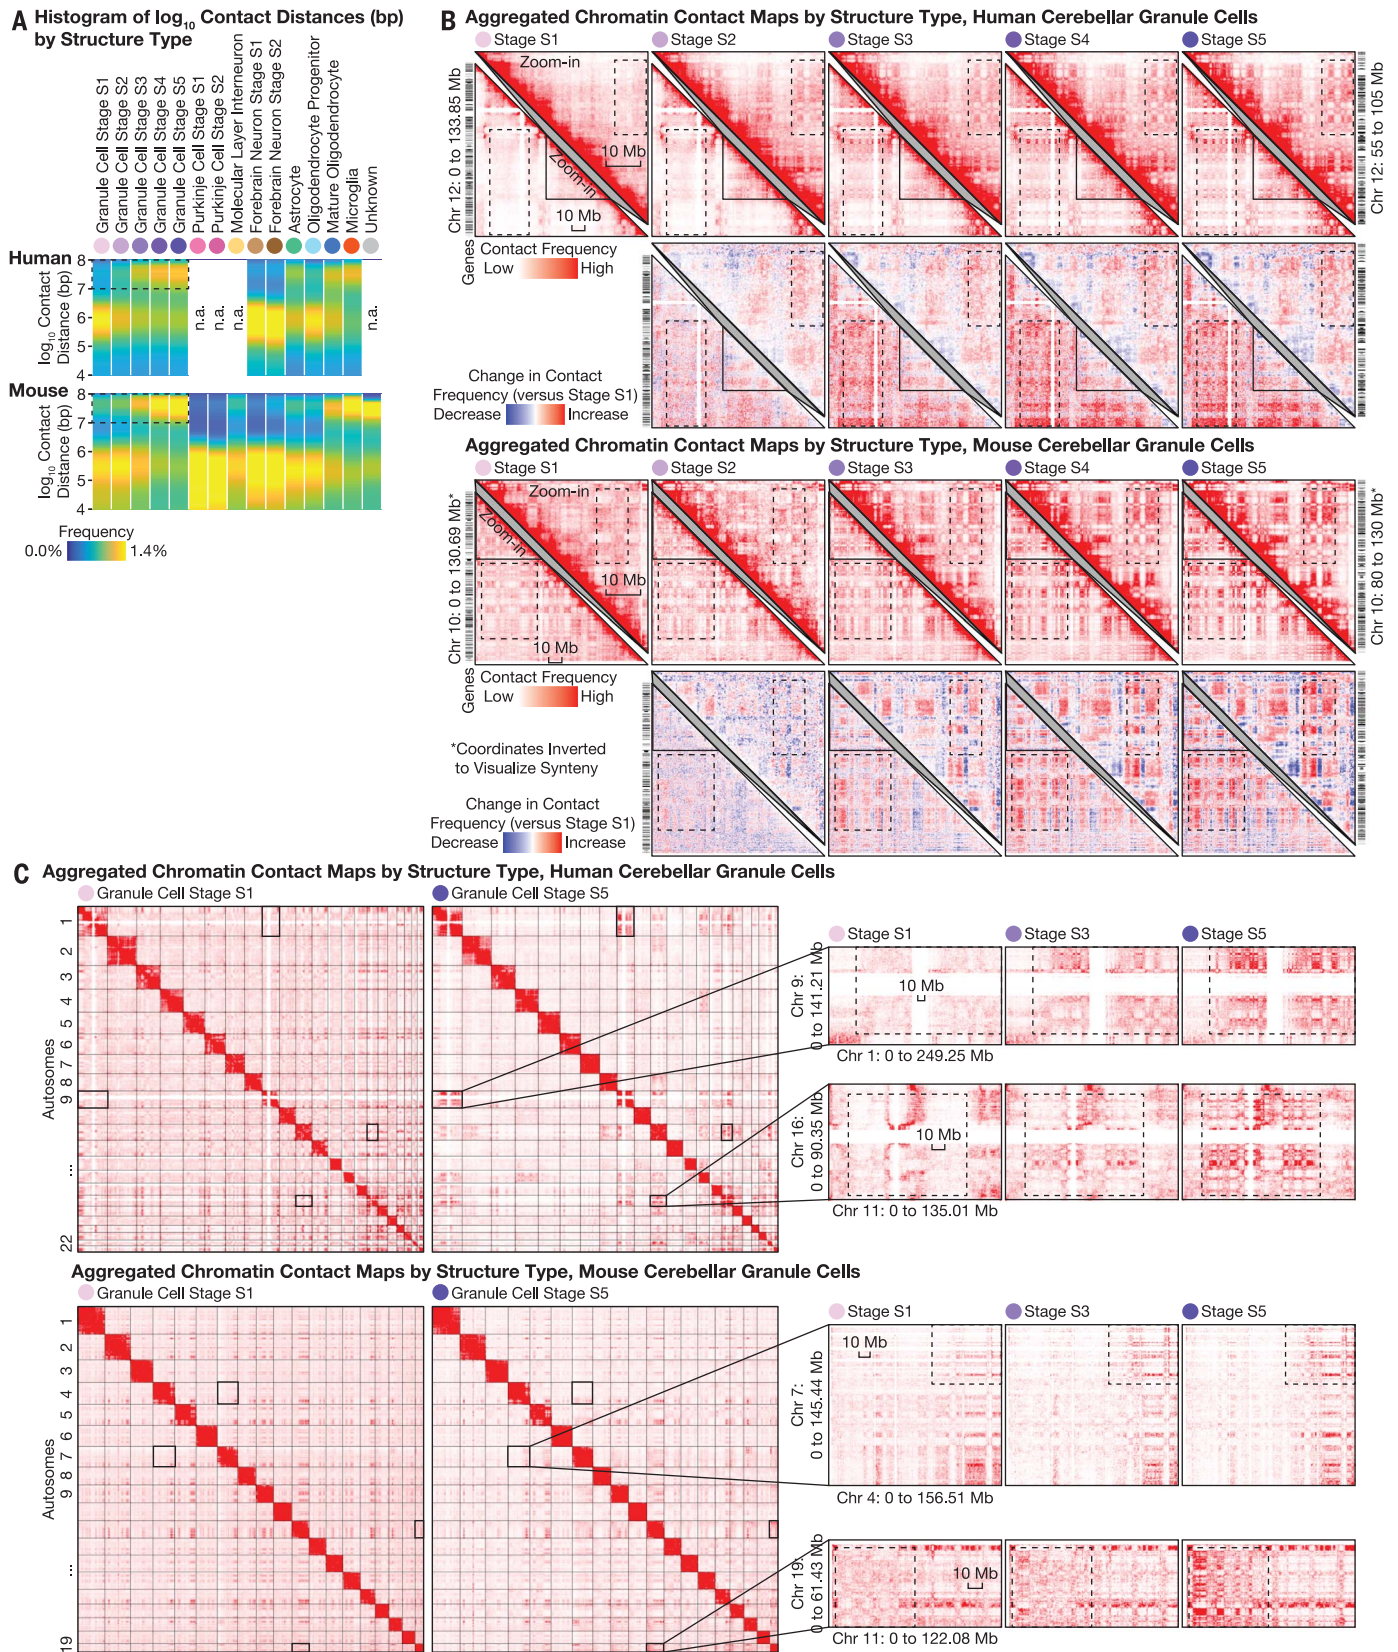 A Histogram of log10 Contact Distances (bp)
by Structure Type
Granule Cell Stage S1
Granule Cell Stage S2
Granule Cell Stage S3
Granule Cell Stage S4
Granule Cell Stage S5
Purkinje Cell Stage S1
Purkinje Cell Stage S2
Molecular Layer Interneuron
Forebrain Neuron Stage S1
Forebrain Neuron Stage S2
Astrocyte
Oligodendrocyte Progenitor
Mature Oligodendrocyte
Microglia
Unknown
Human
8
7
6
5
4
log10 Contact
Distance (bp)
n.a.
n.a.
n.a.
n.a.
Mouse
8
7
6
5
4
log10 Contact
Distance (bp)
Frequency
0.0% 1.4%
B Aggregated Chromatin Contact Maps by Structure Type, Human Cerebellar Granule Cells
Stage S1 Stage S2 Stage S3 Stage S4 Stage S5
Chr 12: 0 to 133.85 Mb
Zoom-in
Zoom-in
10 Mb
10 Mb
Chr 12: 55 to 105 Mb
Genes
Contact Frequency
Low High
Change in Contact
Frequency (versus Stage S1)
Decrease Increase
Aggregated Chromatin Contact Maps by Structure Type, Mouse Cerebellar Granule Cells
Stage S1 Stage S2 Stage S3 Stage S4 Stage S5
Chr 10: 0 to 130.69 Mb*
Zoom-in
Zoom-in
10 Mb
10 Mb
Chr 10: 80 to 130 Mb*
Genes
Contact Frequency
Low High
*Coordinates Inverted
to Visualize Synteny
Change in Contact
Frequency (versus Stage S1)
Decrease Increase
C Aggregated Chromatin Contact Maps by Structure Type, Human Cerebellar Granule Cells
Granule Cell Stage S1 Granule Cell Stage S5
Autosomes
1
2
3
4
5
6
7
8
9
...
22
Stage S1 Stage S3 Stage S5
Chr 9:
0 to 141.21 Mb
10 Mb
Chr 1: 0 to 249.25 Mb
Chr 16:
0 to 90.35 Mb
10 Mb
Chr 11: 0 to 135.01 Mb
Aggregated Chromatin Contact Maps by Structure Type, Mouse Cerebellar Granule Cells
Granule Cell Stage S1 Granule Cell Stage S5
Autosomes
1
2
3
4
5
6
7
8
9
...
19
Stage S1 Stage S3 Stage S5
Chr 7:
0 to 145.44 Mb
10 Mb
Chr 4: 0 to 156.51 Mb
Chr 19:
0 to 61.43 Mb
10 Mb
Chr 11: 0 to 122.08 Mb